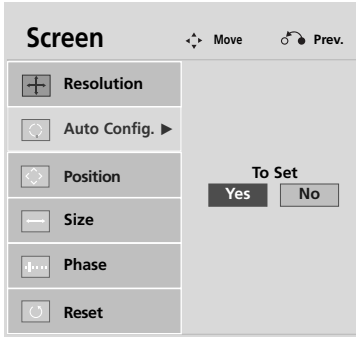 Screen Move Prev.
Resolution
Auto Config. ►
Position
Size
Phase
Reset
To Set
Yes No